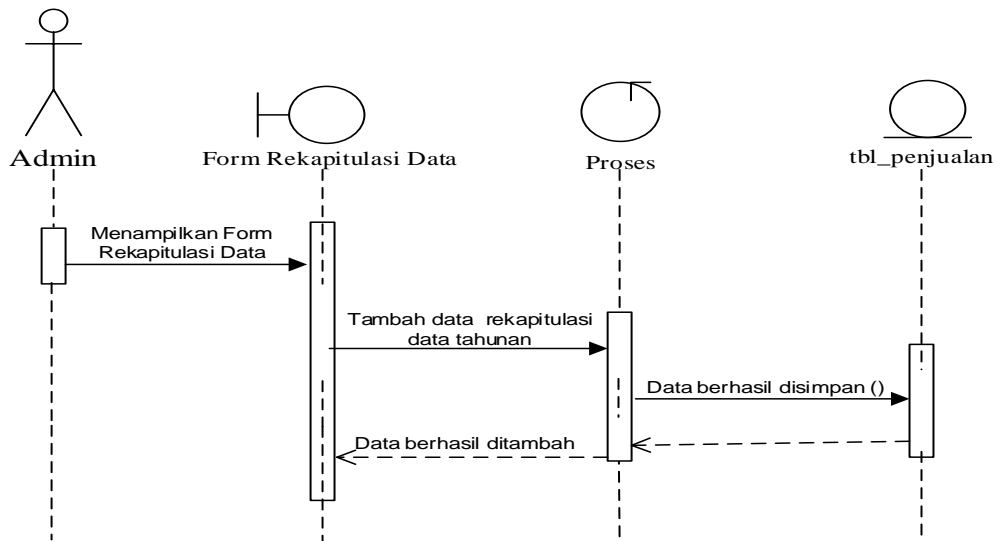 Admin
Form Rekapitulasi Data
Proses
tbl_penjualan
Menampilkan Form
Rekapitulasi Data
Tambah data rekapitulasi
data tahunan
Data berhasil disimpan ()
Data berhasil ditambah